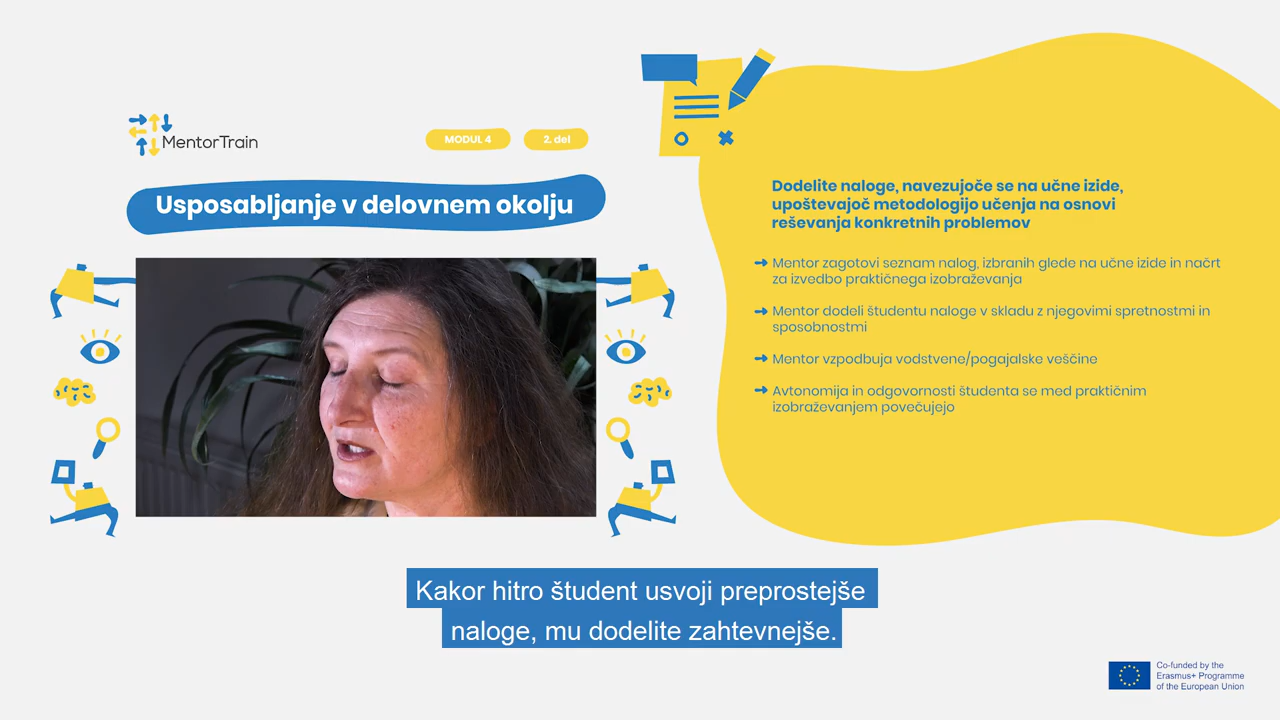 MentorTrain
MODUL 4
2. del
Usposabljanje v delovnem okolju
Dodelite naloge, navezujoče se na učne izide,
upoštevajoč metodologijo učenja na osnovi
reševanja konkretnih problemov
Mentor zagotovi seznam nalog, izbranih glede na učne izide in načrt
za izvedbo praktičnega izobraževanja
Mentor dodeli študentu naloge v skladu z njegovimi spretnostmi in
sposobnostmi
Mentor vzpodbuja vodstvene/pogajalske veščine
Avtonomija in odgovornosti študenta se med praktičnim
izobraževanjem povečujejo
Kakor hitro študent usvoji preprostejše
naloge, mu dodelite zahtevnejše.
Co-funded by the
Erasmus+ Programme
of the European Union